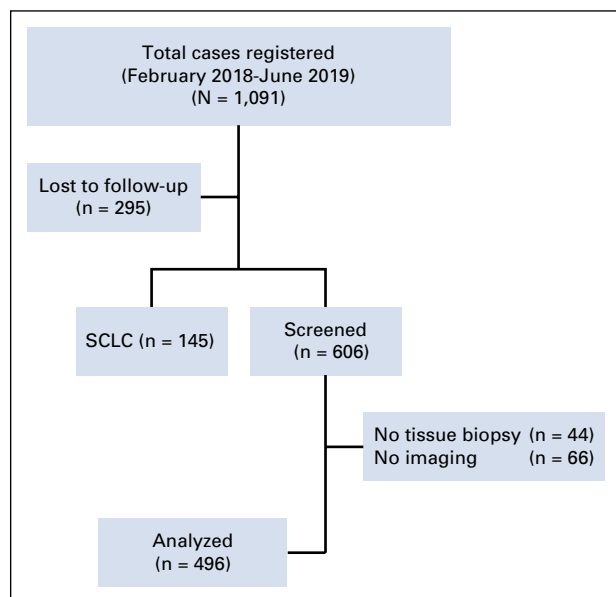 Total cases registered
(February 2018-June 2019)
(N = 1,091)
Lost to follow-up
(n = 295)
SCLC (n = 145)
Screened
(n = 606)
No tissue biopsy (n = 44)
No imaging (n = 66)
Analyzed
(n = 496)